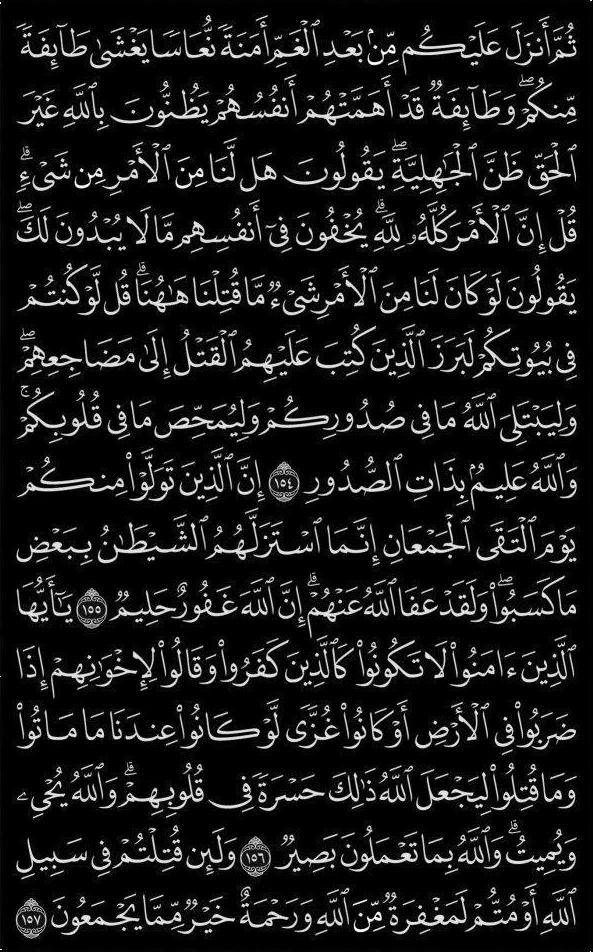 ثُمَّ أَنزَلَ عَلَيْكُم مِّنۢ بَعْدِ ٱلْغَمِّ أَمَنَةً نُّعَاسًا يَغْشَىٰ طَآئِفَةً
مِّنكُمْ ۖ وَطَآئِفَةٌ قَدْ أَهَمَّتْهُمْ أَنفُسُهُمْ يَظُنُّونَ بِٱللَّهِ غَيْرَ
ٱلْحَقِّ ظَنَّ ٱلْجَٰهِلِيَّةِ ۖ يَقُولُونَ هَل لَّنَا مِنَ ٱلْأَمْرِ مِن شَىْءٍ ۗ
قُلْ إِنَّ ٱلْأَمْرَ كُلَّهُۥ لِلَّهِ ۗ يُخْفُونَ فِىٓ أَنفُسِهِم مَّا لَا يُبْدُونَ لَكَ ۖ
يَقُولُونَ لَوْ كَانَ لَنَا مِنَ ٱلْأَمْرِ شَىْءٌ مَّا قُتِلْنَا هَٰهُنَا ۗ قُل لَّوْ كُنتُمْ
فِى بُيُوتِكُمْ لَبَرَزَ ٱلَّذِينَ كُتِبَ عَلَيْهِمُ ٱلْقَتْلُ إِلَىٰ مَضَاجِعِهِمْ ۖ
وَلِيَبْتَلِىَ ٱللَّهُ مَا فِى صُدُورِكُمْ وَلِيُمَحِّصَ مَا فِى قُلُوبِكُمْ ۗ
وَٱللَّهُ عَلِيمٌۢ بِذَاتِ ٱلصُّدُورِ ١٥٤ إِنَّ ٱلَّذِينَ تَوَلَّوْا۟ مِنكُمْ
يَوْمَ ٱلْتَقَى ٱلْجَمْعَانِ إِنَّمَا ٱسْتَزَلَّهُمُ ٱلشَّيْطَٰنُ بِبَعْضِ
مَا كَسَبُوا۟ ۖ وَلَقَدْ عَفَا ٱللَّهُ عَنْهُمْ ۗ إِنَّ ٱللَّهَ غَفُورٌ حَلِيمٌ ١٥٥ يَٰٓأَيُّهَا
ٱلَّذِينَ ءَامَنُوا۟ لَا تَكُونُوا۟ كَٱلَّذِينَ كَفَرُوا۟ وَقَالُوا۟ لِإِخْوَٰنِهِمْ إِذَا
ضَرَبُوا۟ فِى ٱلْأَرْضِ أَوْ كَانُوا۟ غُزًّى لَّوْ كَانُوا۟ عِندَنَا مَا مَاتُوا۟
وَمَا قُتِلُوا۟ لِيَجْعَلَ ٱللَّهُ ذَٰلِكَ حَسْرَةً فِى قُلُوبِهِمْ ۗ وَٱللَّهُ يُحْىِۦ
وَيُمِيتُ ۗ وَٱللَّهُ بِمَا تَعْمَلُونَ بَصِيرٌ ١٥٦ وَلَئِن قُتِلْتُمْ فِى سَبِيلِ
ٱللَّهِ أَوْ مُتُّمْ لَمَغْفِرَةٌ مِّنَ ٱللَّهِ وَرَحْمَةٌ خَيْرٌ مِّمَّا يَجْمَعُونَ ١٥٧